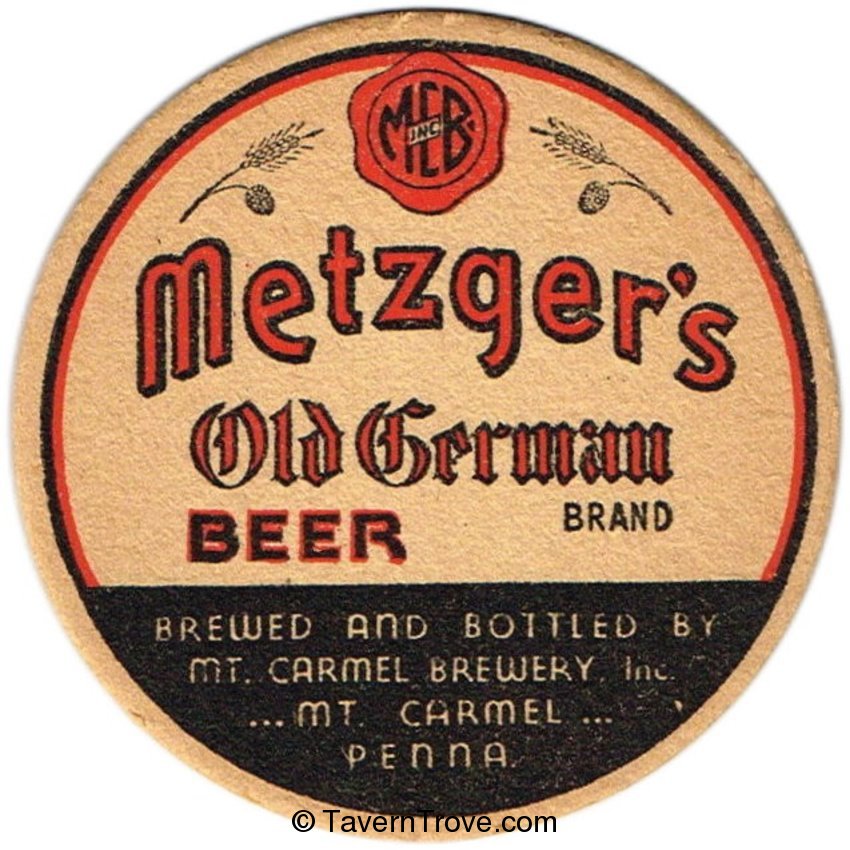 MCB
INC
Metzger's
Old German
BEER BRAND
BREWED AND BOTTLED BY
MT. CARMEL BREWERY, Inc.
... MT. CARMEL ...
PENNA.
© TavernTrove.com